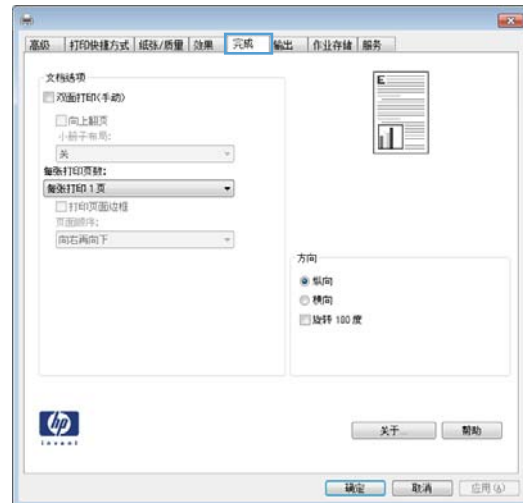 高级 打印快捷方式 纸张/质量 效果 完成 输出 作业存储 服务
文档选项
双面打印(手动)
向上翻页
小册子布局:
关
每张打印页数:
每张打印 1 页
打印页面边框
页面顺序:
向右再向下
E
方向
纵向
横向
旋转 180 度
hp
invent
关于...
帮助
确定
取消
应用(A)